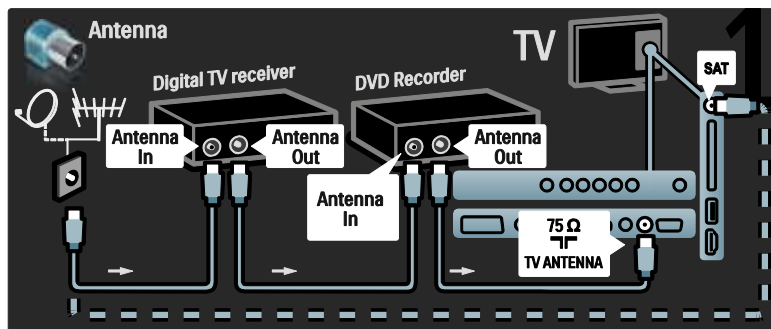 Antenna
TV
1
SAT
Digital TV receiver
DVD Recorder
Antenna
In
Antenna
Out
Antenna
In
Antenna
Out
75 Ω
TV ANTENNA